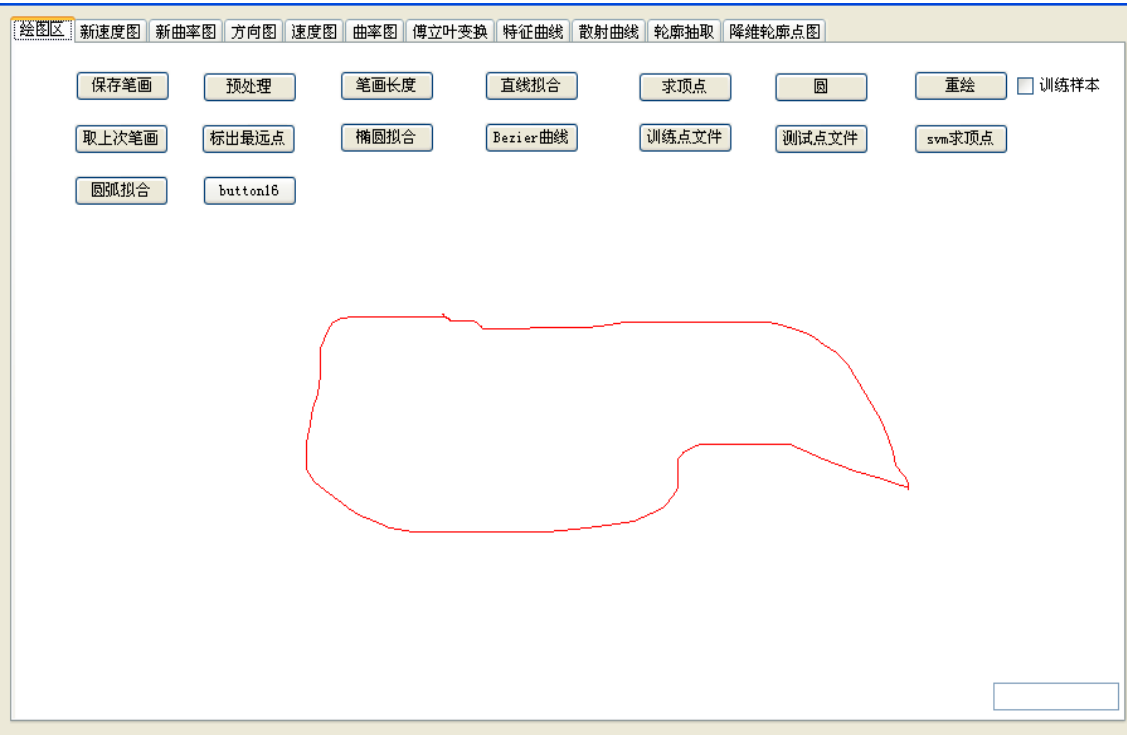 绘图区 新速度图 新曲率图 方向图 速度图 曲率图 傅立叶变换 特征曲线 散射曲线 轮廓抽取 降维轮廓点图
保存笔画 预处理 笔画长度 直线拟合 求顶点 圆 重绘 训练样本
取上次笔画 标出最远点 椭圆拟合 Bezier曲线 训练点文件 测试点文件 svm求顶点
圆弧拟合 button16